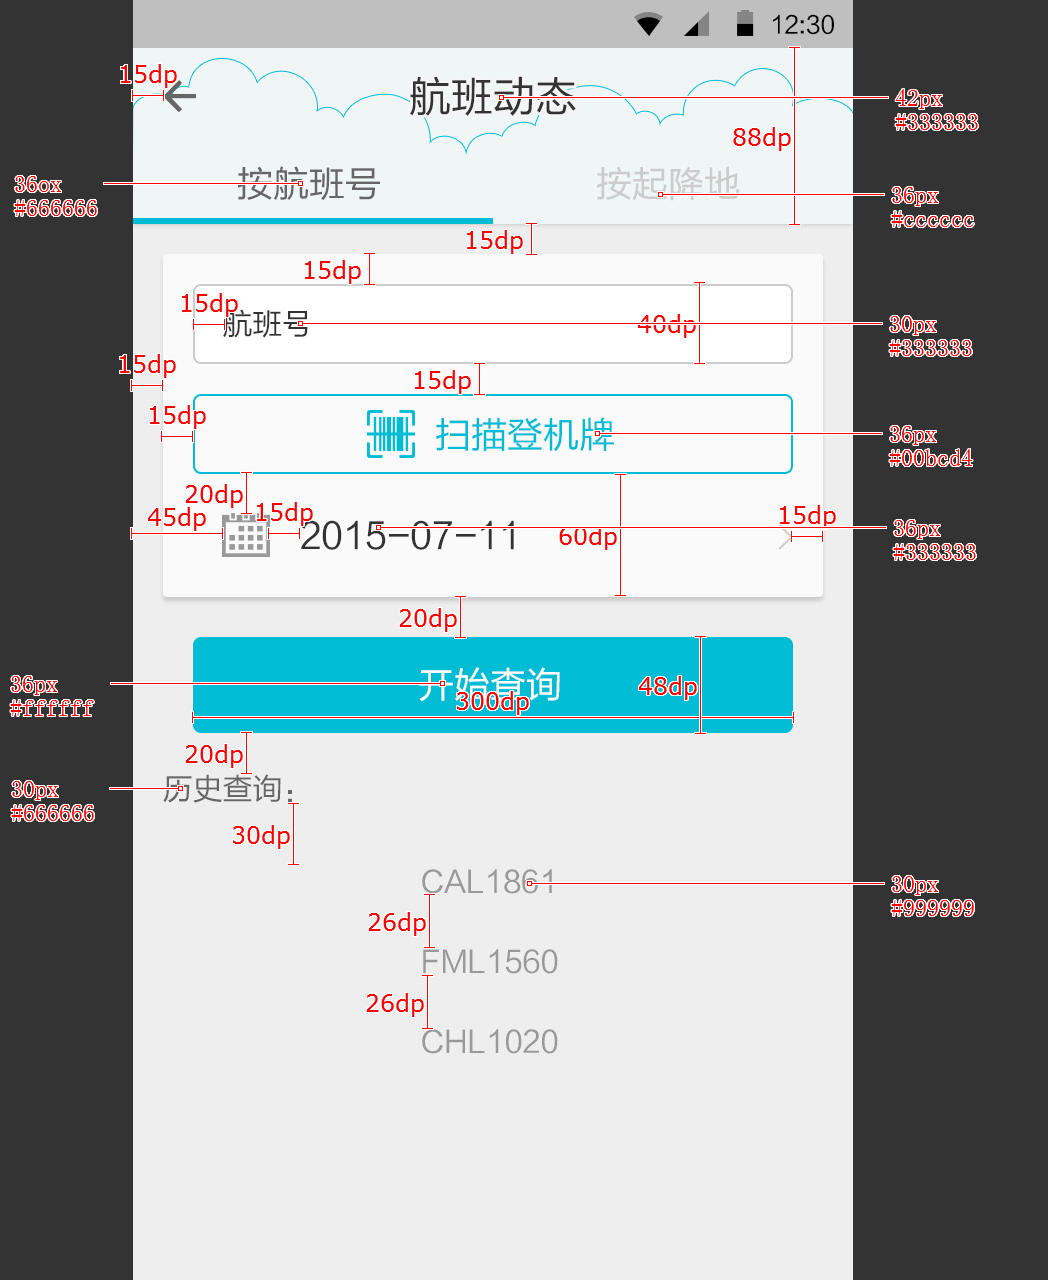 12:30
15dp
航班动态
42px
#333333
88dp
36ox
#666666
按航班号
按起降地
36px
#cccccc
15dp
15dp
15dp
航班号
40dp
30px
#333333
15dp
15dp
15dp
扫描登机牌
36px
#00bcd4
20dp
45dp
15dp
2015-07-11
60dp
15dp
36px
#333333
20dp
36px
#ffffff
开始查询
48dp
300dp
20dp
30px
#666666
历史查询：
30dp
CAL1861
30px
#999999
26dp
FML1560
26dp
CHL1020